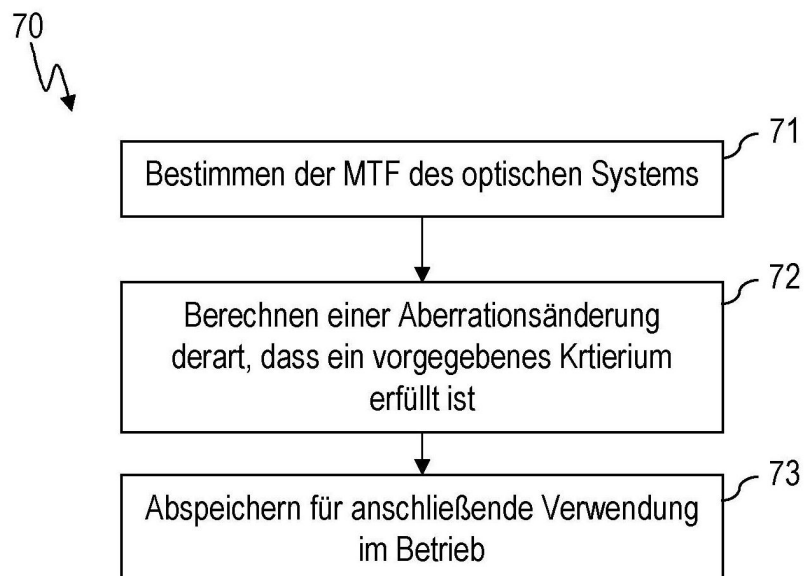 70
71
Bestimmen der MTF des optischen Systems
72
Berechnen einer Aberrationsänderung
derart, dass ein vorgegebenes Krtierium
erfüllt ist
73
Abspeichern für anschließende Verwendung
im Betrieb